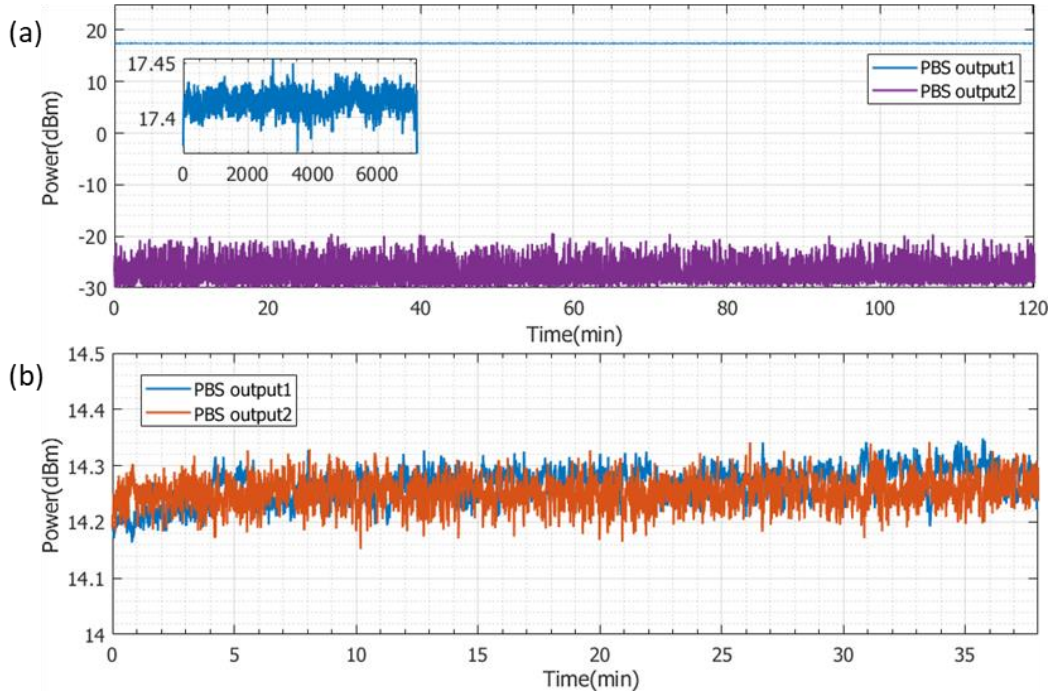 (a)
20
10
0
-10
-20
-30
Power(dBm)
17.45
17.4
0 2000 4000 6000
PBS output1
PBS output2
0 20 40 60 80 100 120
Time(min)
(b)
14.5
14.4
14.3
14.2
14.1
14
Power(dBm)
PBS output1
PBS output2
0 5 10 15 20 25 30 35
Time(min)